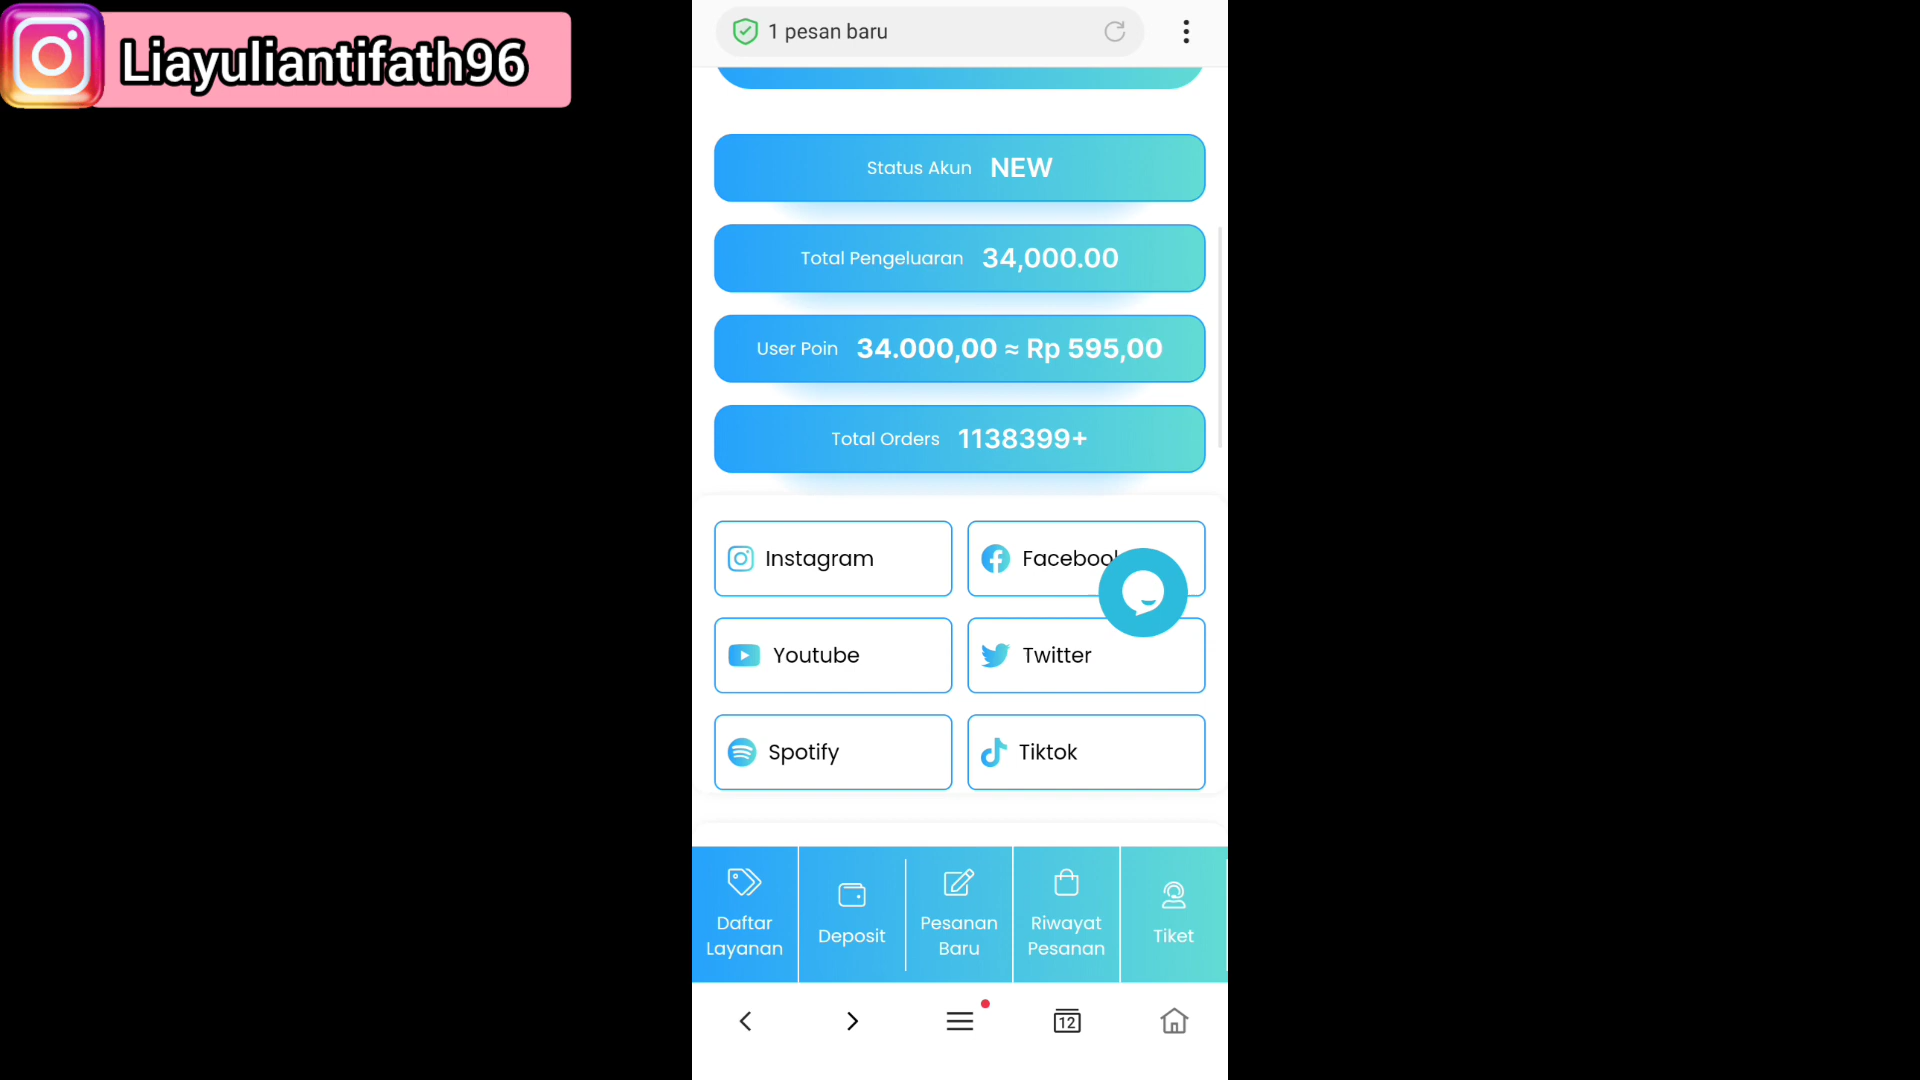 Liayuliantifath96
1 pesan baru
Status Akun NEW
Total Pengeluaran 34,000.00
User Poin 34.000,00 ≈ Rp 595,00
Total Orders 1138399+
Instagram
Facebook
Youtube
Twitter
Spotify
Tiktok
Daftar
Layanan
Deposit
Pesanan
Baru
Riwayat
Pesanan
Tiket
12